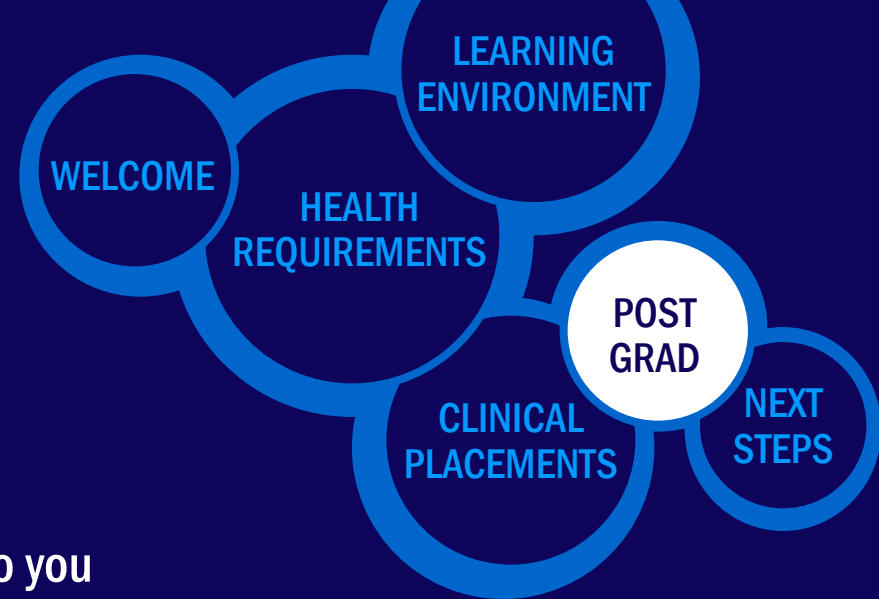 LEARNING
ENVIRONMENT
WELCOME
HEALTH
REQUIREMENTS
POST
GRAD
CLINICAL
PLACEMENTS
NEXT
STEPS
you